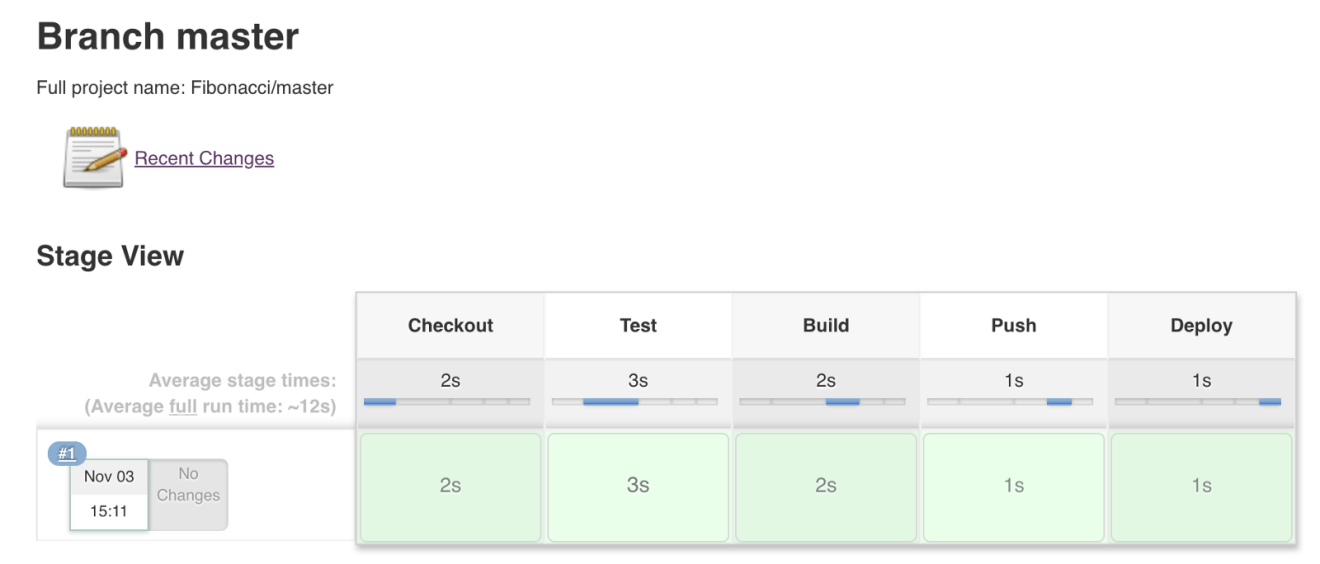 Branch master
Full project name: Fibonacci/master
Recent Changes
Stage View
Checkout Test Build Push Deploy
Average stage times: 2s 3s 2s 1s 1s
(Average full run time: ~12s)
#1
Nov 03 No
Changes
15:11
2s 3s 2s 1s 1s